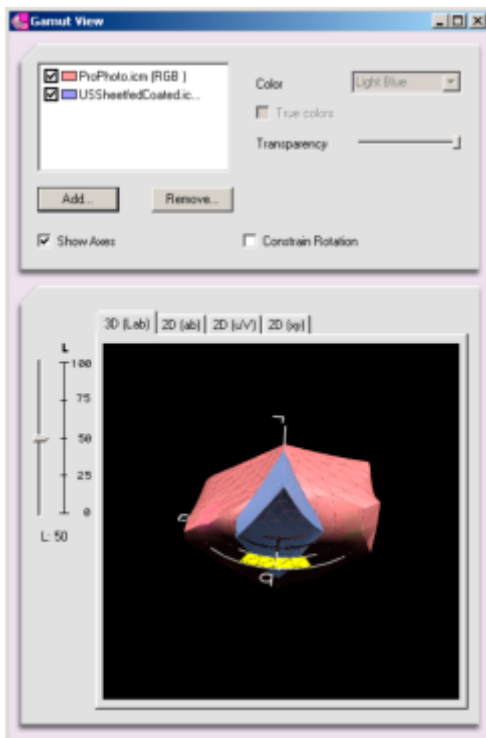 Gamut View
ProPhoto.icm (RGB )
USSheetfedCoated.ic...
Color
Light Blue
True colors
Transparency
Add...
Remove...
Show Axes
Constrain Rotation
3D (Lab)
2D (ab)
2D (u'v')
2D (xy)
L
100
75
50
25
0
L: 50
L
a
b